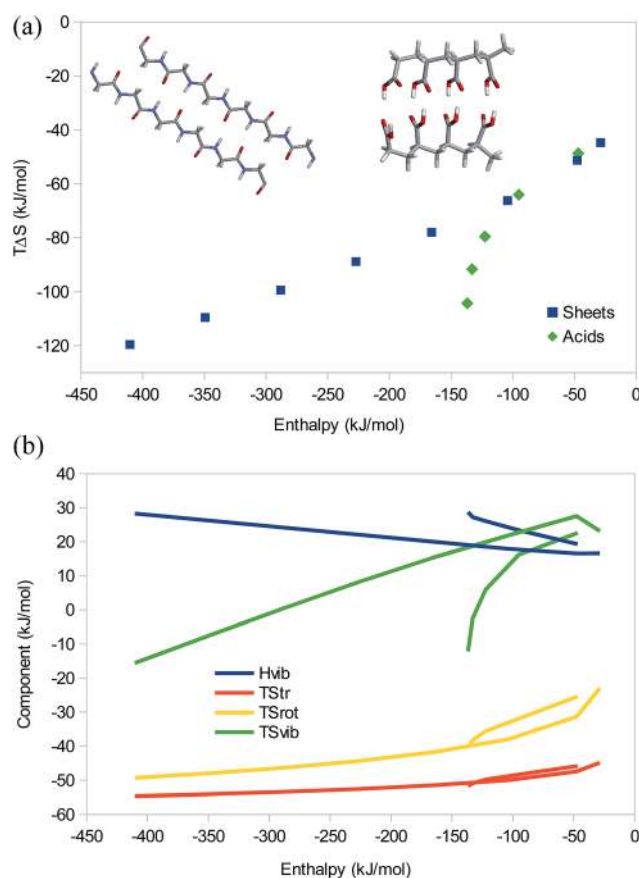 (a)
0
-20
-40
-60
-80
-100
-120
TΔS (kJ/mol)
Sheets
Acids
-450 -400 -350 -300 -250 -200 -150 -100 -50 0
Enthalpy (kJ/mol)
(b)
40
30
20
10
0
-10
-20
-30
-40
-50
-60
Component (kJ/mol)
Hvib
TStr
TSrot
TSvib
-450 -400 -350 -300 -250 -200 -150 -100 -50 0
Enthalpy (kJ/mol)